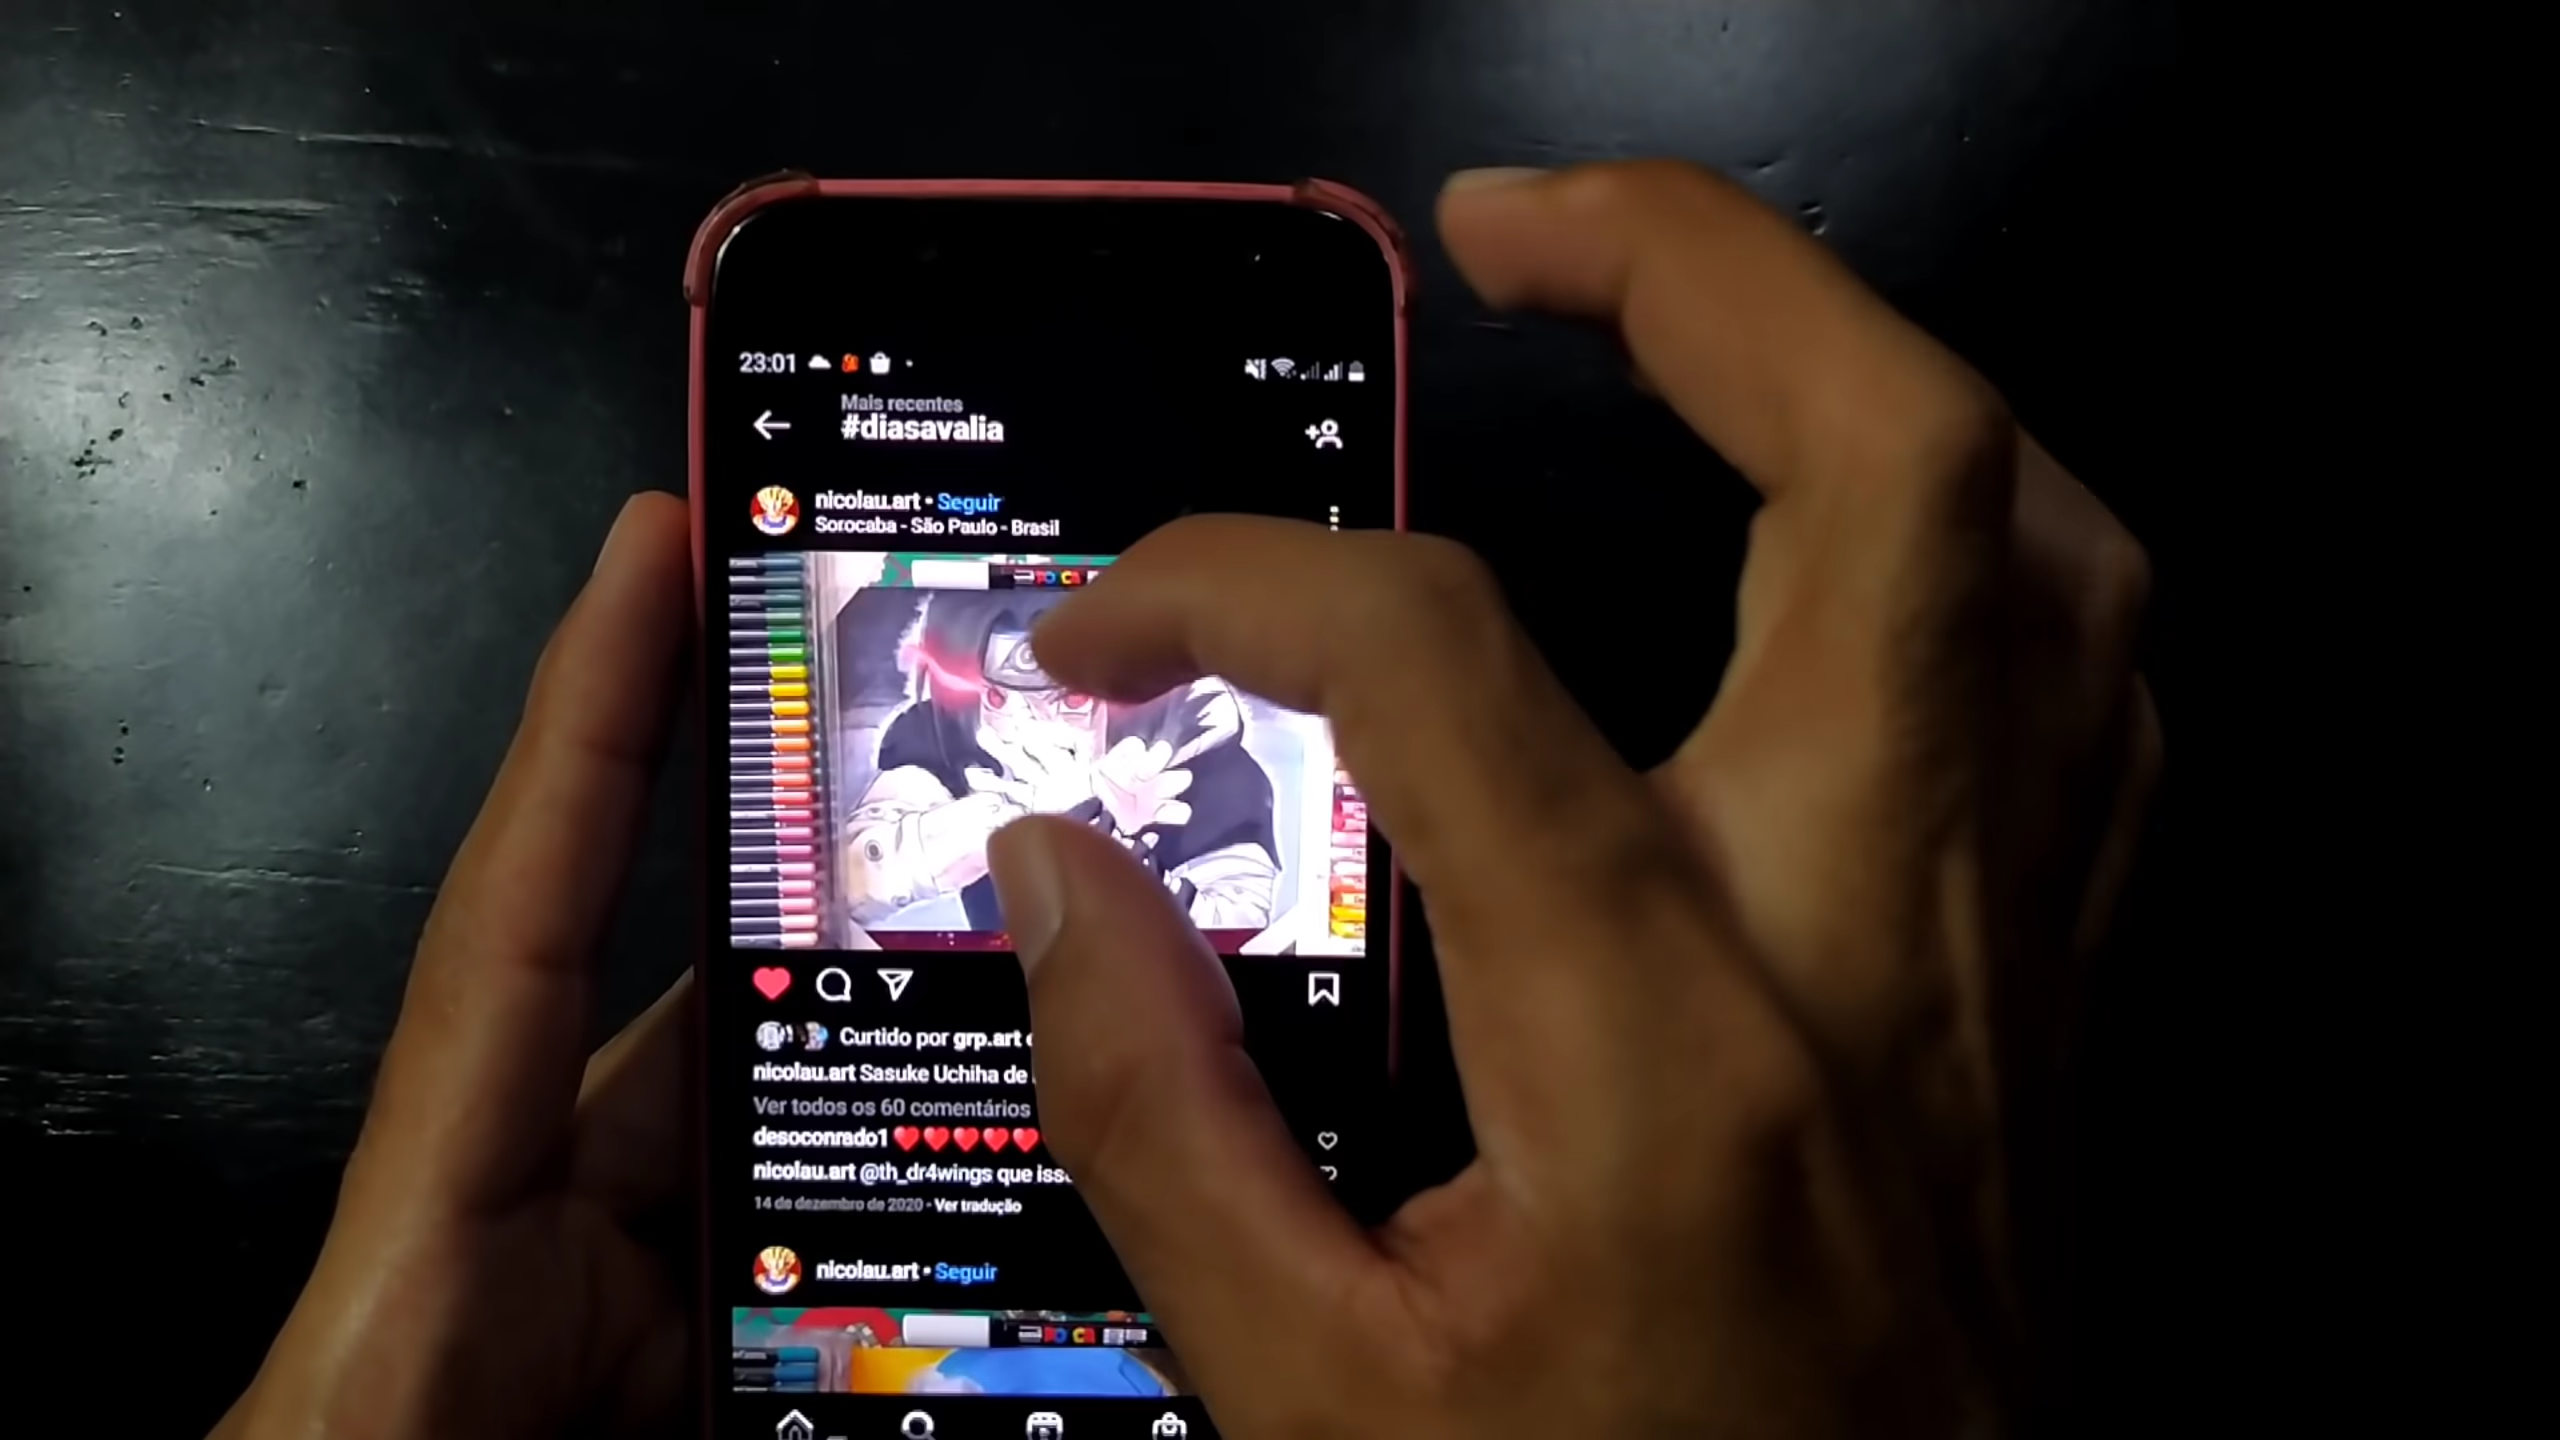 23:01
Mais recentes
#diasavalia
nicolau.art • Seguir
Sorocaba - São Paulo - Brasil
Curtido por grp.art
nicolau.art Sasuke Uchiha de
Ver todos os 60 comentários
desoconrado1 ❤❤❤❤❤
nicolau.art @th_dr4wings que
14 de dezembro de 2020 • Ver tradução
nicolau.art • Seguir